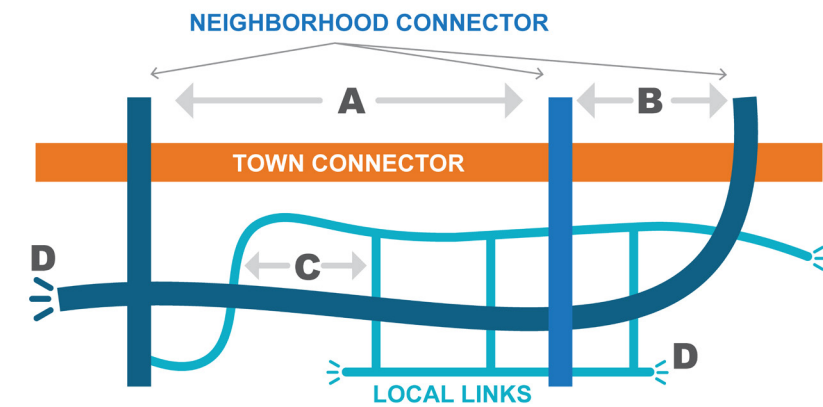 NEIGHBORHOOD CONNECTOR
A
B
TOWN CONNECTOR
D
C
D
LOCAL LINKS